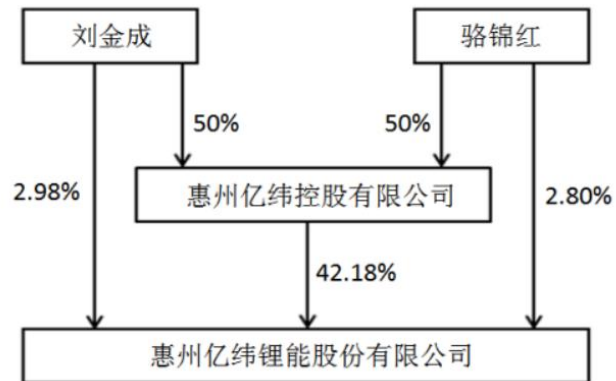 刘金成
骆锦红
50%
50%
2.98%
惠州亿纬控股有限公司
2.80%
42.18%
惠州亿纬锂能股份有限公司